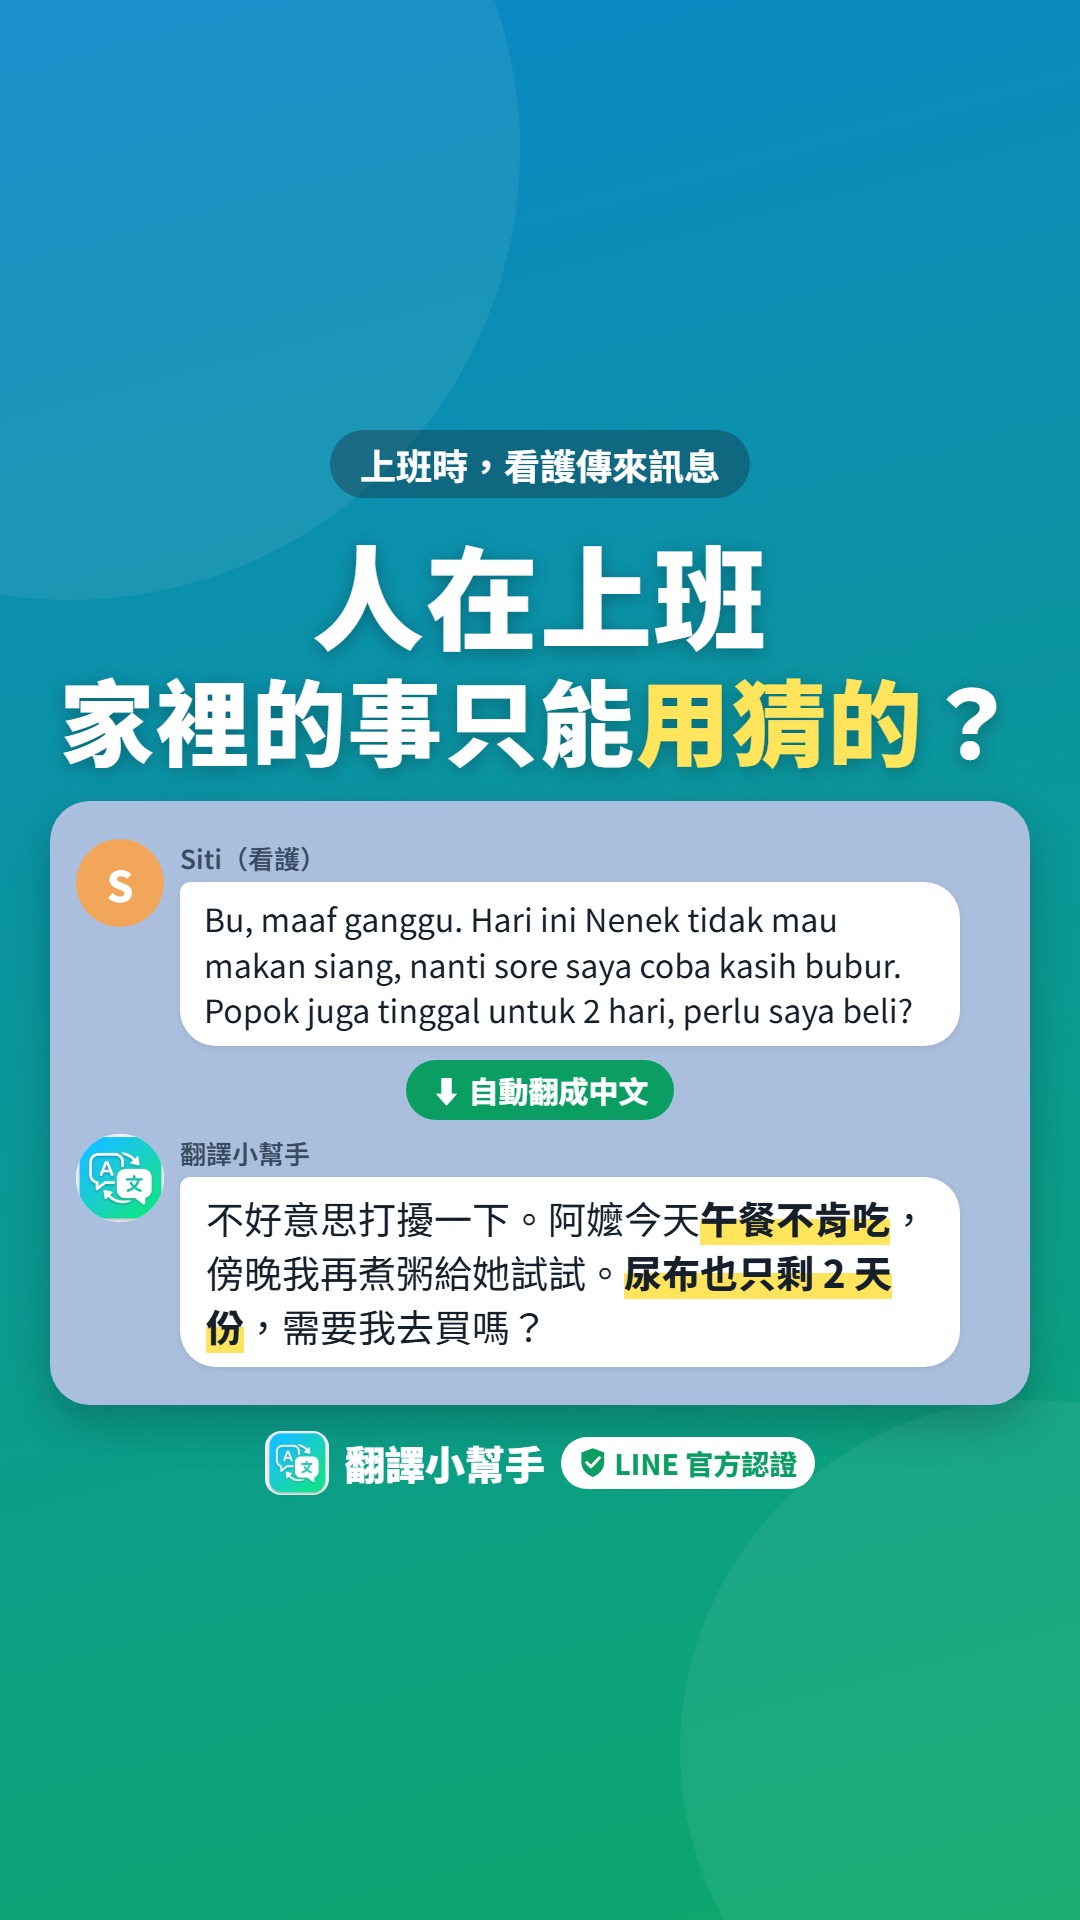 上班時，看護傳來訊息
人在上班
家裡的事只能用猜的？
S
Siti（看護）
Bu, maaf ganggu. Hari ini Nenek tidak mau
makan siang, nanti sore saya coba kasih bubur.
Popok juga tinggal untuk 2 hari, perlu saya beli?
⬇ 自動翻成中文
A 文
翻譯小幫手
不好意思打擾一下。阿嬤今天午餐不肯吃，
傍晚我再煮粥給她試試。尿布也只剩 2 天
份，需要我去買嗎？
A 文
翻譯小幫手
LINE 官方認證